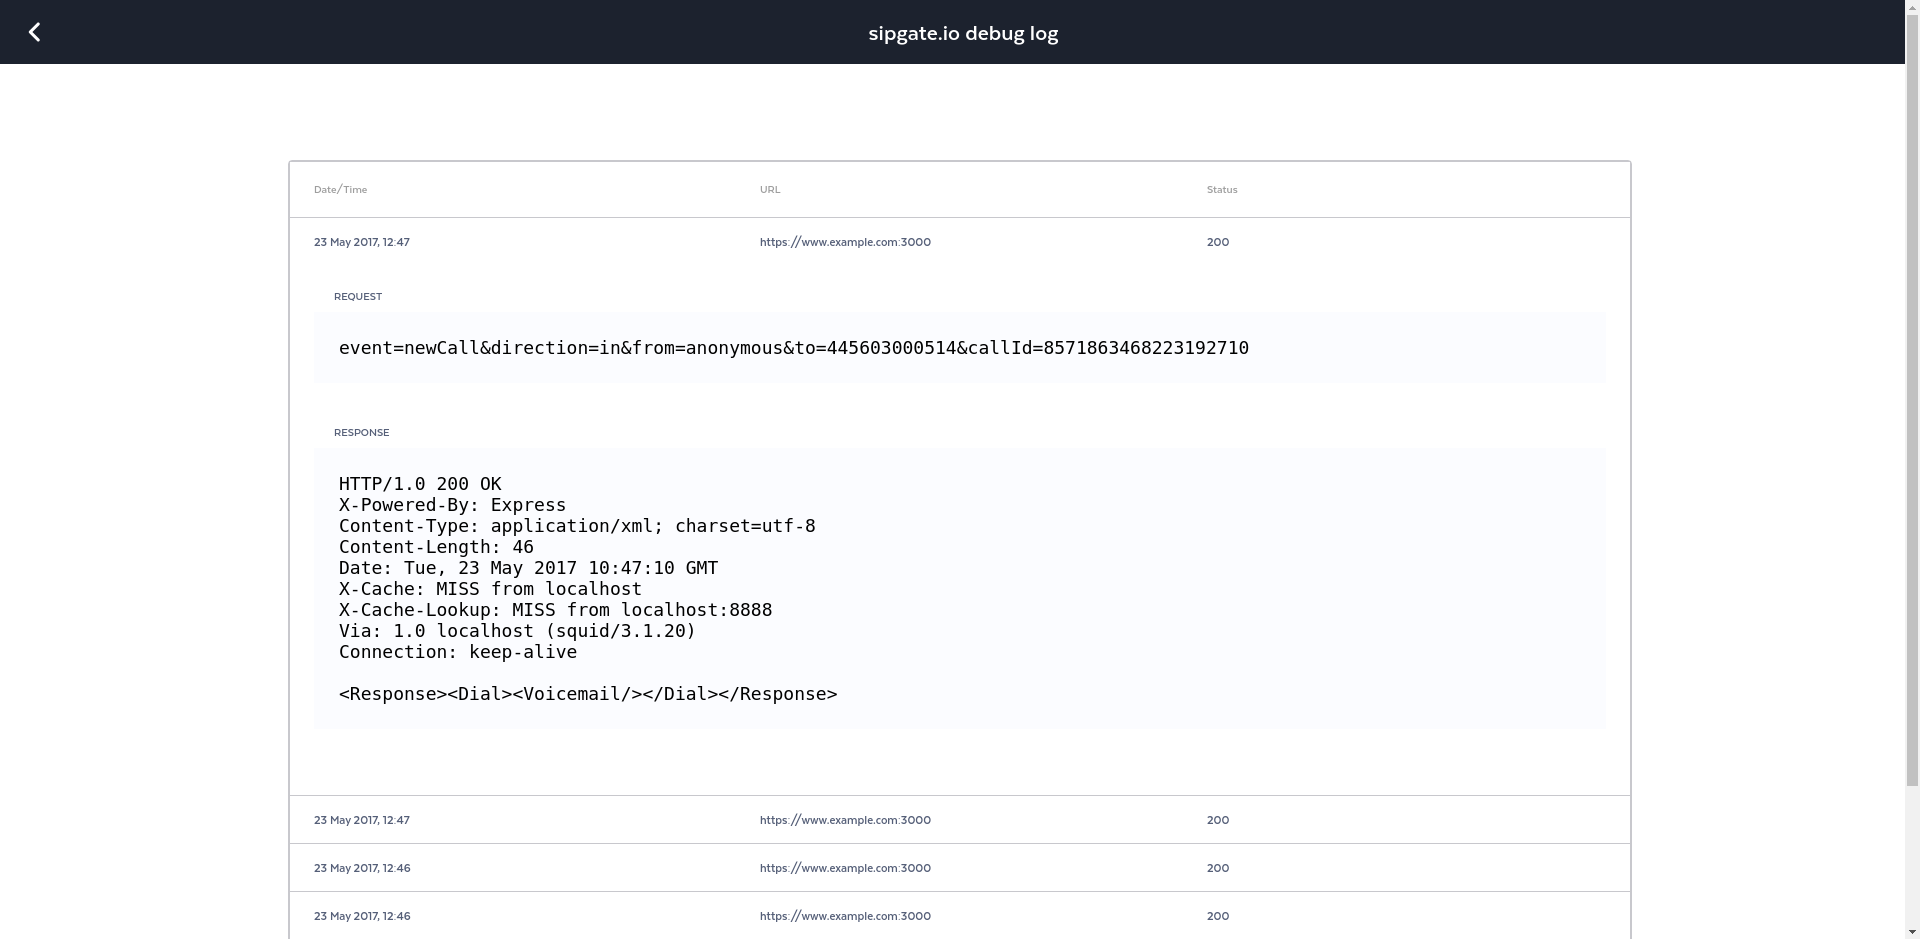 sipgate.io debug log
Date/Time URL Status
23 May 2017, 12:47 https://www.example.com:3000 200
REQUEST
event=newCall&direction=in&from=anonymous&to=445603000514&callId=8571863468223192710
RESPONSE
HTTP/1.0 200 OK
X-Powered-By: Express
Content-Type: application/xml; charset=utf-8
Content-Length: 46
Date: Tue, 23 May 2017 10:47:10 GMT
X-Cache: MISS from localhost
X-Cache-Lookup: MISS from localhost:8888
Via: 1.0 localhost (squid/3.1.20)
Connection: keep-alive
<Response><Dial><Voicemail/></Dial></Response>
23 May 2017, 12:47 https://www.example.com:3000 200
23 May 2017, 12:46 https://www.example.com:3000 200
23 May 2017, 12:46 https://www.example.com:3000 200